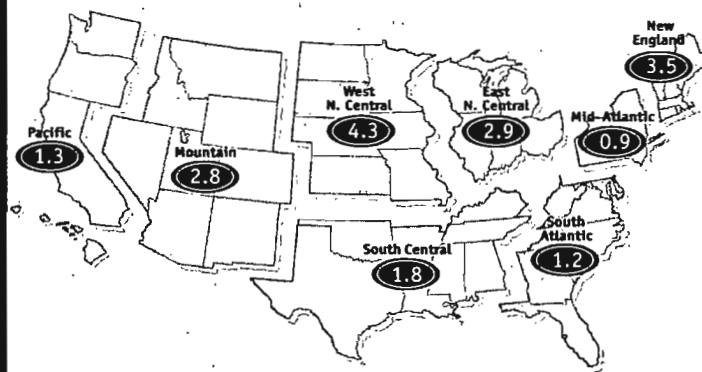 New
England
3.5
West
N. Central
4.3
East
N. Central
2.9
Mid-Atlantic
0.9
Pacific
1.3
Mountain
2.8
South Central
1.8
South
Atlantic
1.2